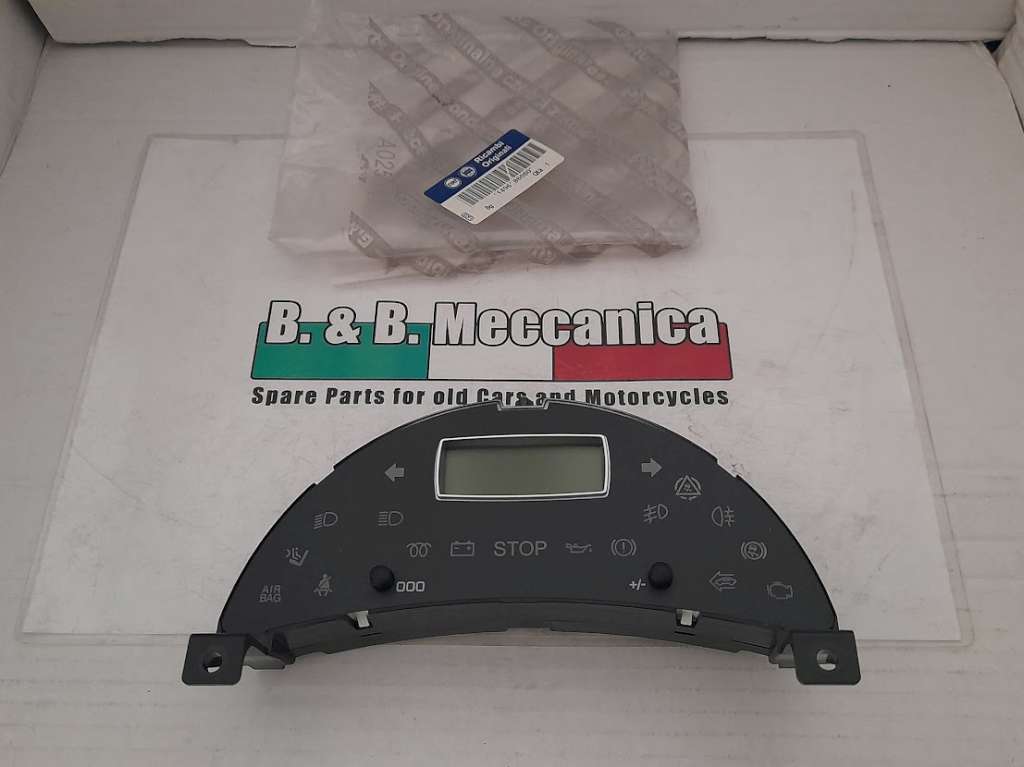 Ricambi
Originali
B. & B. Meccanica
Spare Parts for old Cars and Motorcycles
STOP
AIR
BAG
000
+/-